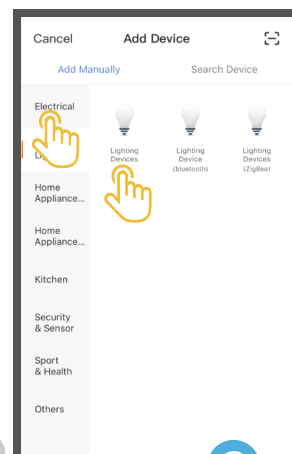 Cancel Add Device
Add Manually Search Device
Electrical
Lighting Devices
Lighting Device (bluetooth)
Lighting Devices (ZigBee)
Home
Appliance...
Home
Appliance...
Kitchen
Security
& Sensor
Sport
& Health
Others